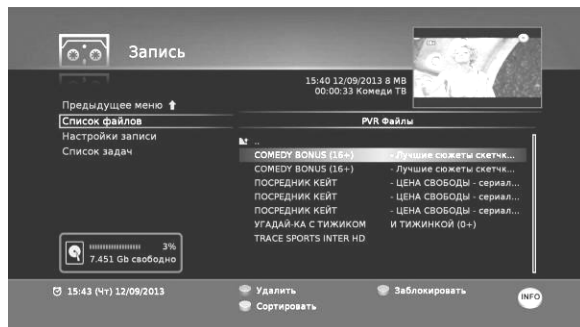 Запись
15:40 12/09/2013 8 MB
00:00:33 Комеди ТВ
Предыдущее меню
Список файлов
Настройки записи
Список задач
PVR Файлы
..
COMEDY BONUS (16+) - Лучшие сюжеты скетчк...
COMEDY BONUS (16+) - Лучшие сюжеты скетчк...
ПОСРЕДНИК КЕЙТ - ЦЕНА СВОБОДЫ - сериал...
ПОСРЕДНИК КЕЙТ - ЦЕНА СВОБОДЫ - сериал...
ПОСРЕДНИК КЕЙТ - ЦЕНА СВОБОДЫ - сериал...
УГАДАЙ-КА С ТИЖИКОМ И ТИЖИНКОЙ (0+)
TRACE SPORTS INTER HD
3%
7.451 Gb свободно
15:43 (Чт) 12/09/2013
Удалить
Заблокировать
Сортировать
INFO